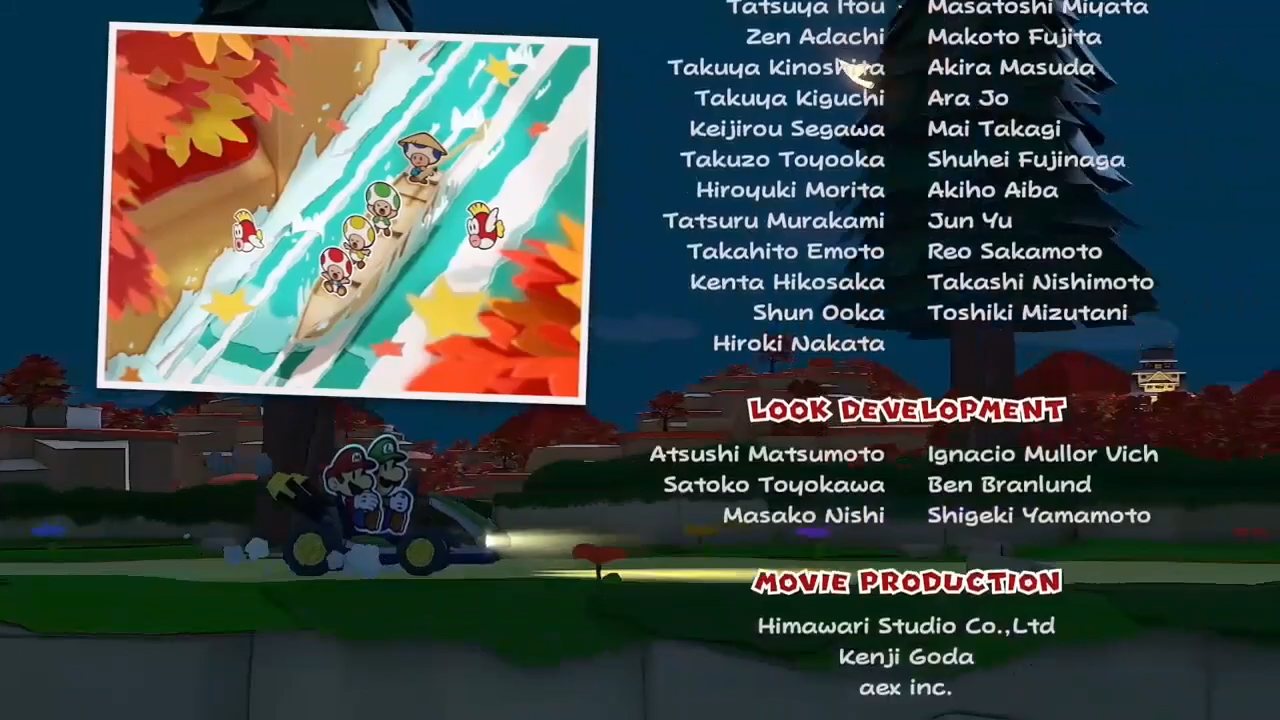 Tatsuya Itou Masatoshi Miyata
Zen Adachi Makoto Fujita
Takuya Kinoshita Akira Masuda
Takuya Kiguchi Ara Jo
Keijirou Segawa Mai Takagi
Takuzo Toyooka Shuhei Fujinaga
Hiroyuki Morita Akiho Aiba
Tatsuru Murakami Jun Yu
Takahito Emoto Reo Sakamoto
Kenta Hikosaka Takashi Nishimoto
Shun Ooka Toshiki Mizutani
Hiroki Nakata
LOOK DEVELOPMENT
Atsushi Matsumoto Ignacio Mullor Vich
Satoko Toyokawa Ben Branlund
Masako Nishi Shigeki Yamamoto
MOVIE PRODUCTION
Himawari Studio Co.,Ltd
Kenji Goda
aex inc.